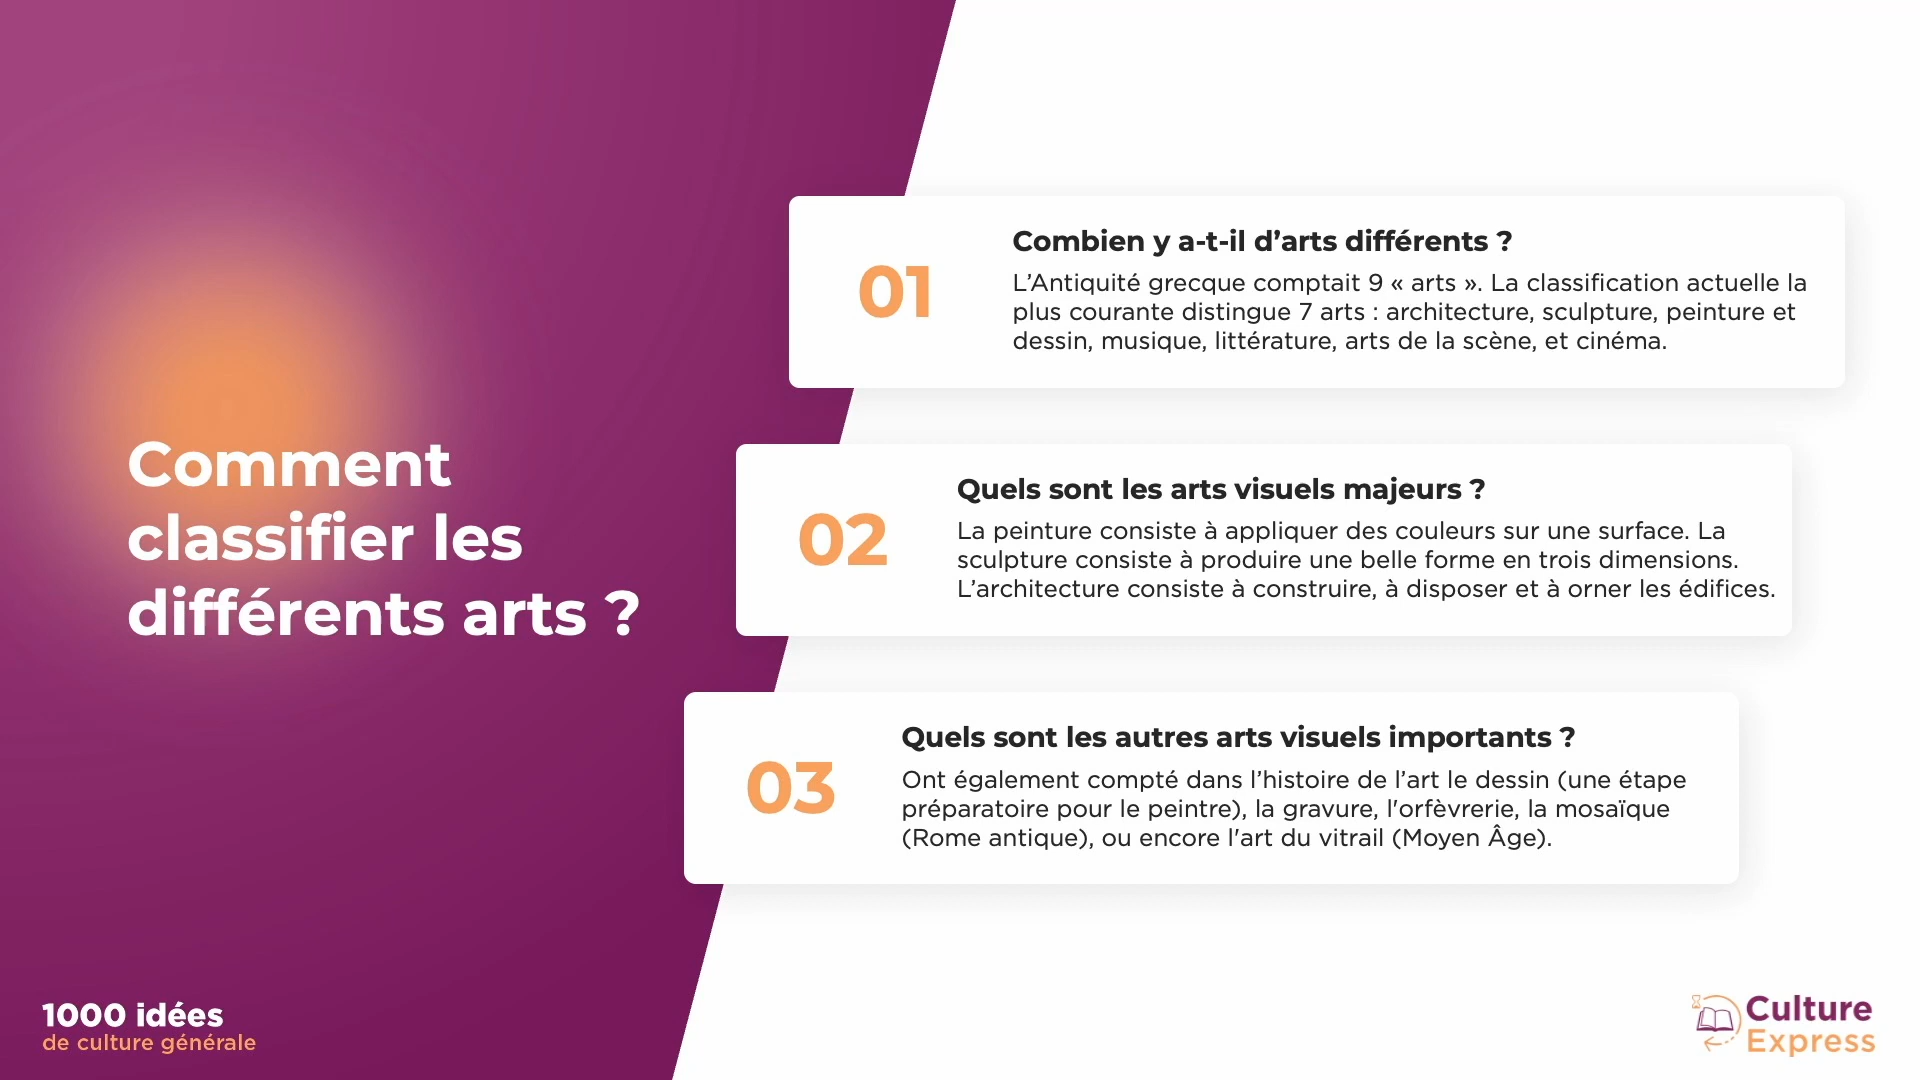 Comment
classifier les
différents arts ?
01
Combien y a-t-il d’arts différents ?
L’Antiquité grecque comptait 9 « arts ». La classification actuelle la
plus courante distingue 7 arts : architecture, sculpture, peinture et
dessin, musique, littérature, arts de la scène, et cinéma.
02
Quels sont les arts visuels majeurs ?
La peinture consiste à appliquer des couleurs sur une surface. La
sculpture consiste à produire une belle forme en trois dimensions.
L’architecture consiste à construire, à disposer et à orner les édifices.
03
Quels sont les autres arts visuels importants ?
Ont également compté dans l’histoire de l’art le dessin (une étape
préparatoire pour le peintre), la gravure, l'orfèvrerie, la mosaïque
(Rome antique), ou encore l'art du vitrail (Moyen Âge).
1000 idées
de culture générale
Culture
Express